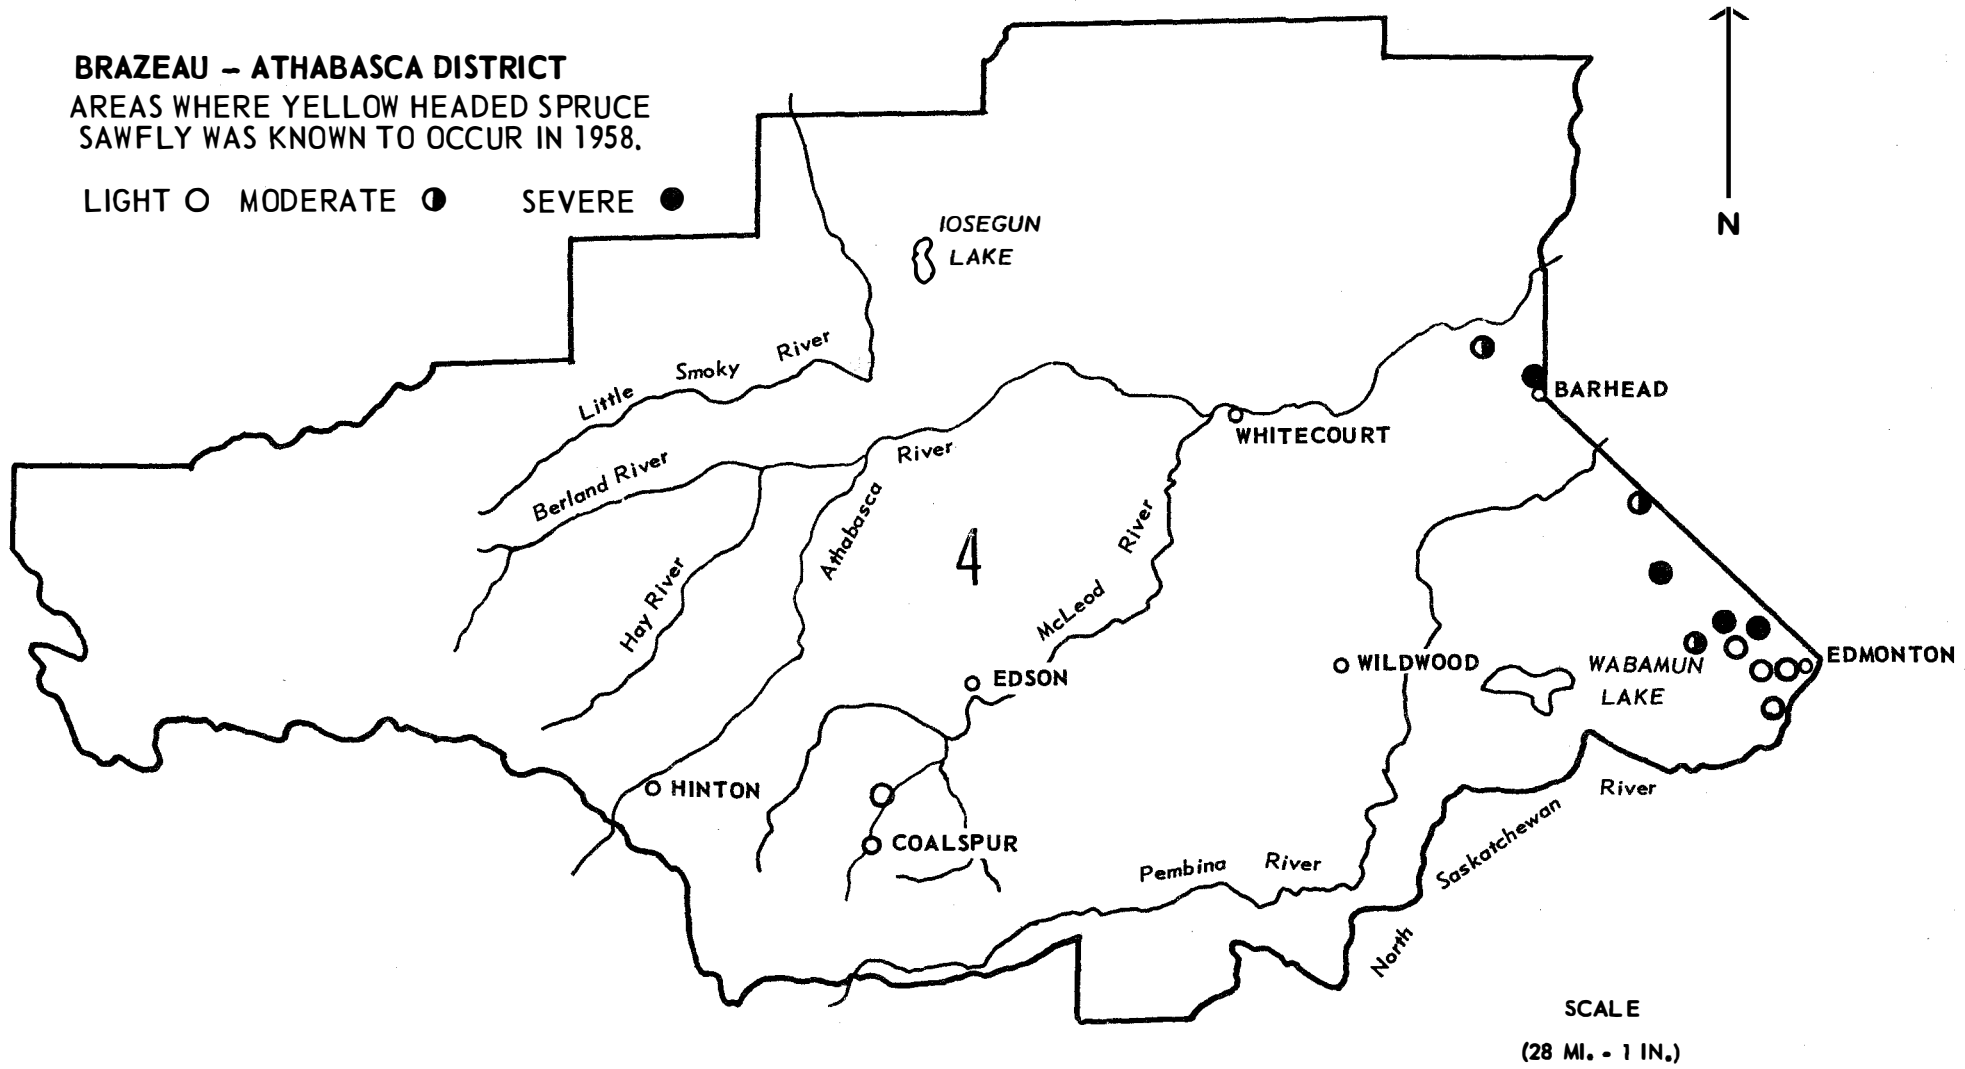 BRAZEAU – ATHABASCA DISTRICT
AREAS WHERE YELLOW HEADED SPRUCE
SAWFLY WAS KNOWN TO OCCUR IN 1958.
LIGHT MODERATE SEVERE
N
IOSEGUN
LAKE
Little Smoky River
BARHEAD
WHITECOURT
Berland River
Athabasca River
Hay River
4
McLeod River
EDSON
WILDWOOD
WABAMUN
LAKE
EDMONTON
HINTON
COALSPUR
Pembina River
North Saskatchewan River
SCALE
(28 MI. - 1 IN.)